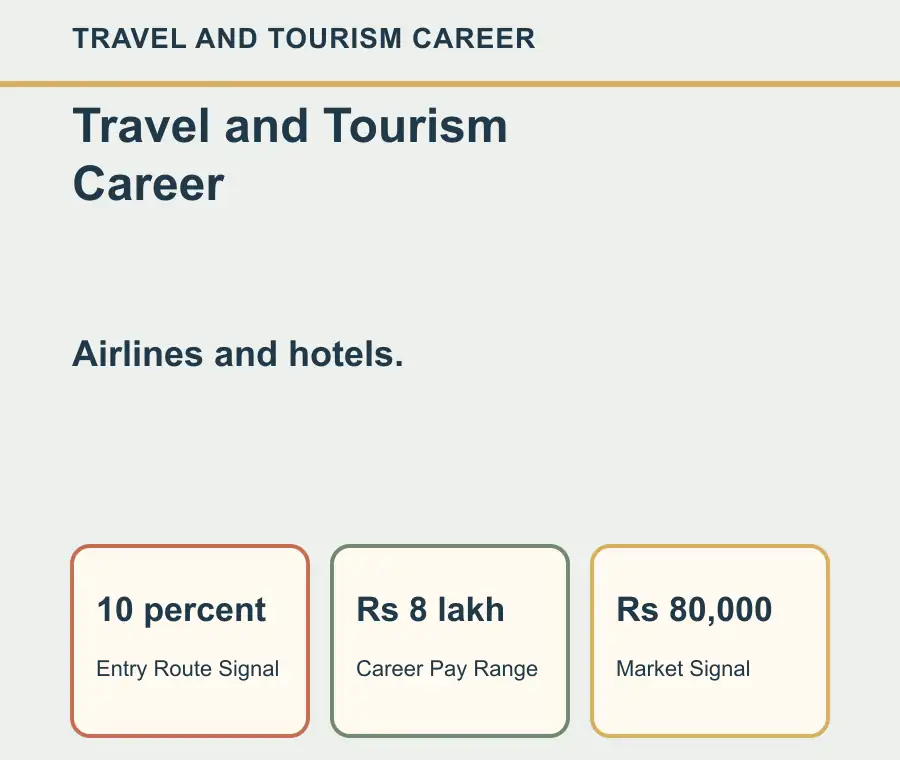 TRAVEL AND TOURISM CAREER
Travel and Tourism
Career
Airlines and hotels.
10 percent
Entry Route Signal
Rs 8 lakh
Career Pay Range
Rs 80,000
Market Signal